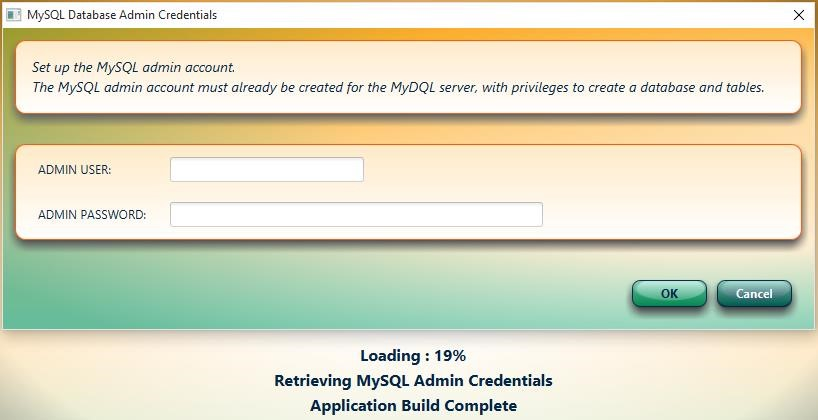 MySQL Database Admin Credentials
Set up the MySQL admin account.
The MySQL admin account must already be created for the MyDQL server, with privileges to create a database and tables.
ADMIN USER:
ADMIN PASSWORD:
OK Cancel
Loading : 19%
Retrieving MySQL Admin Credentials
Application Build Complete